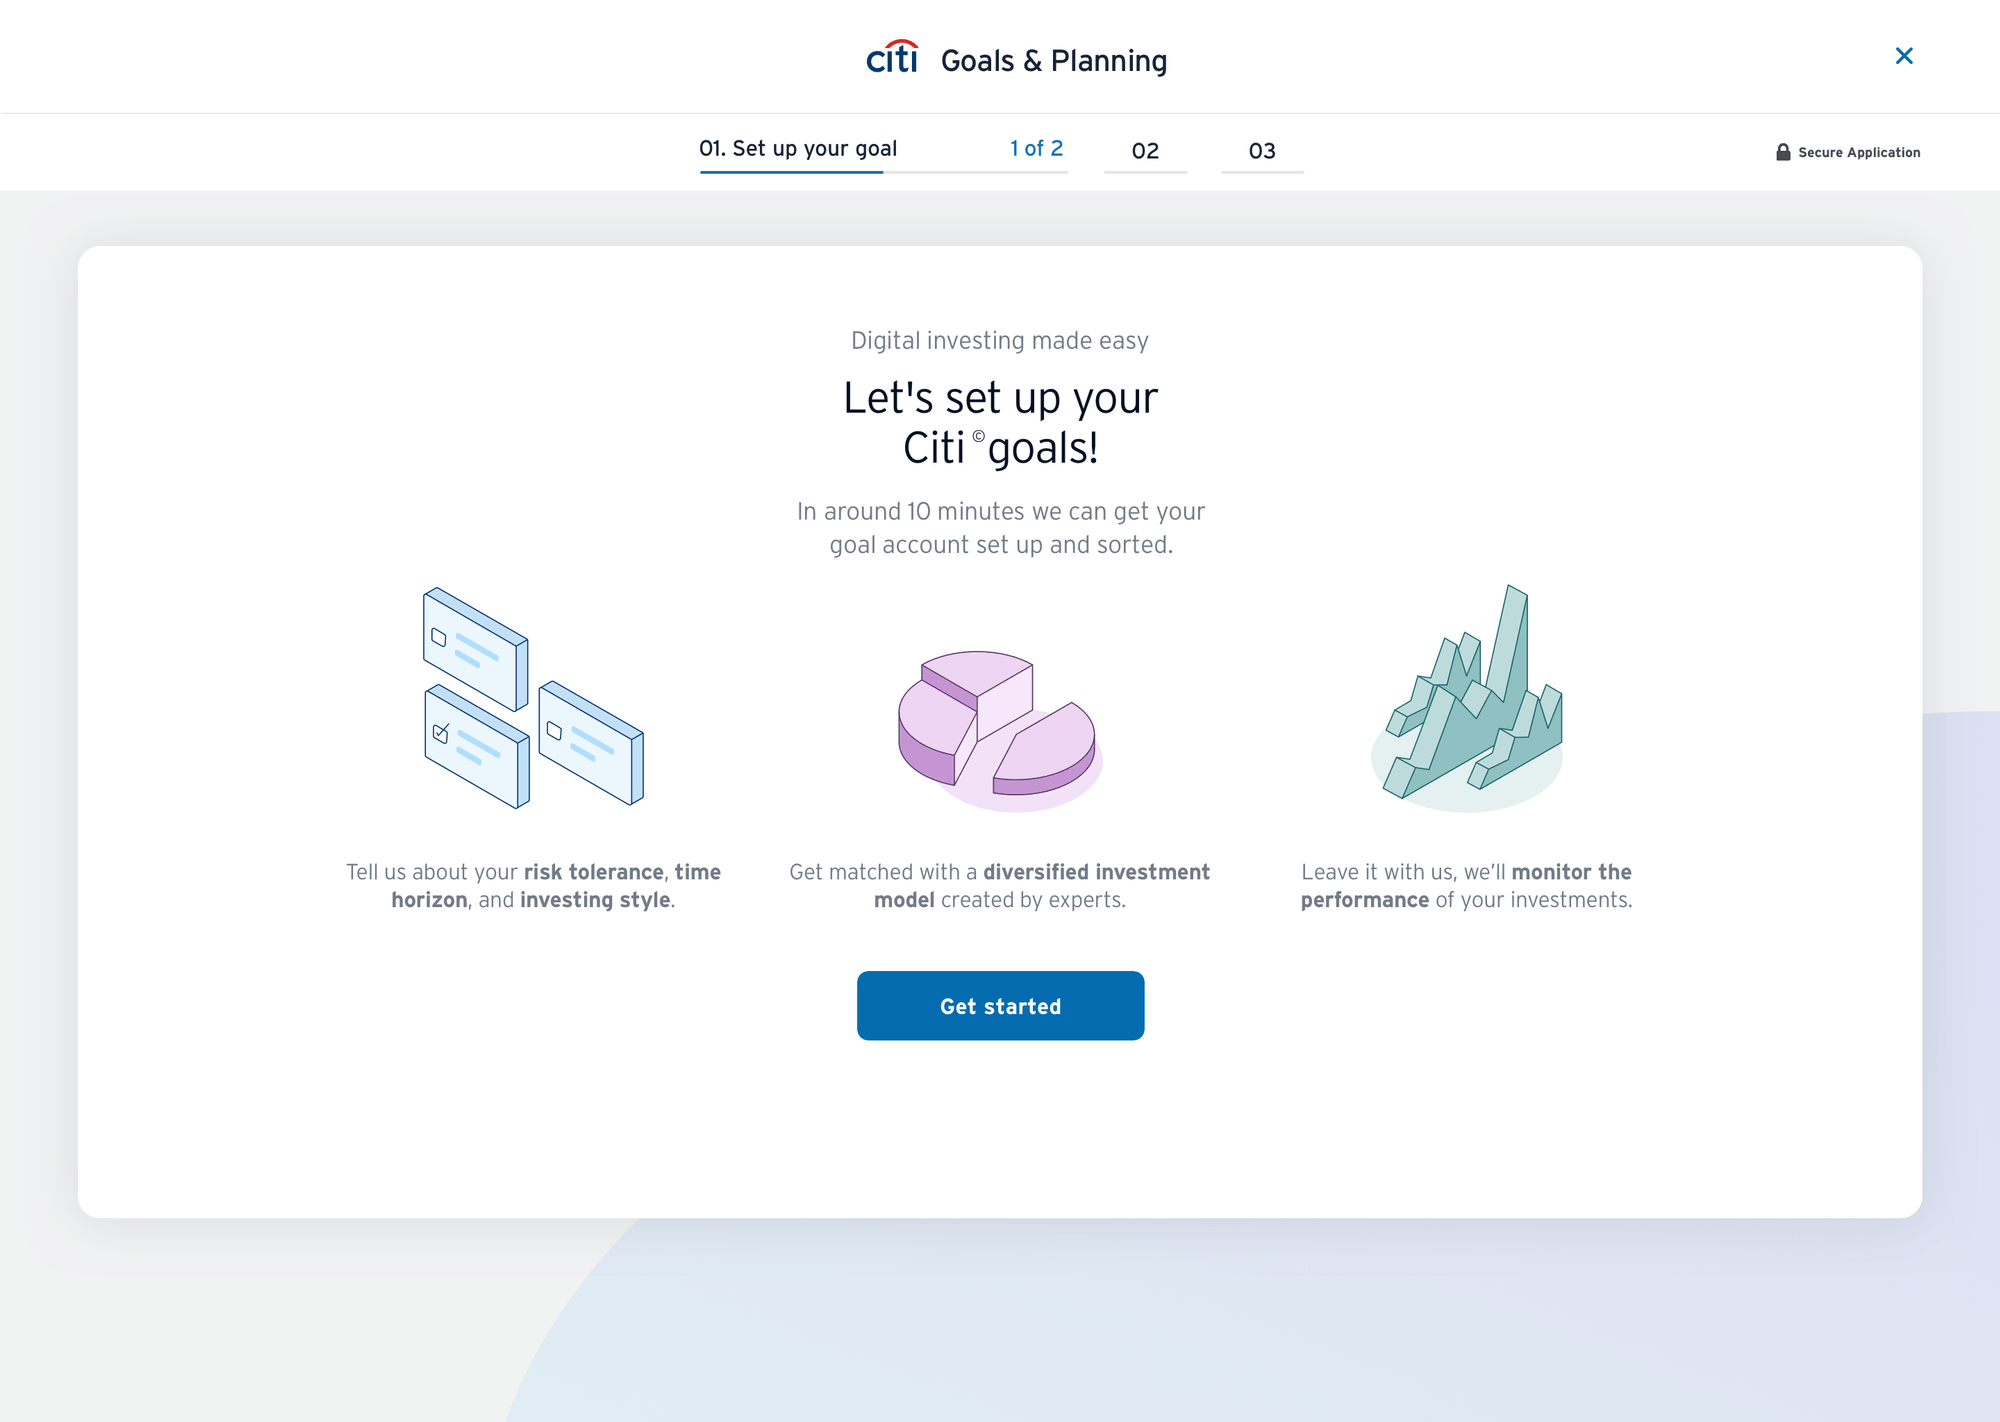 citi Goals & Planning
01. Set up your goal 1 of 2 02 03 Secure Application
Digital investing made easy
Let's set up your
Citi© goals!
In around 10 minutes we can get your
goal account set up and sorted.
Tell us about your risk tolerance, time
horizon, and investing style.
Get matched with a diversified investment
model created by experts.
Leave it with us, we’ll monitor the
performance of your investments.
Get started